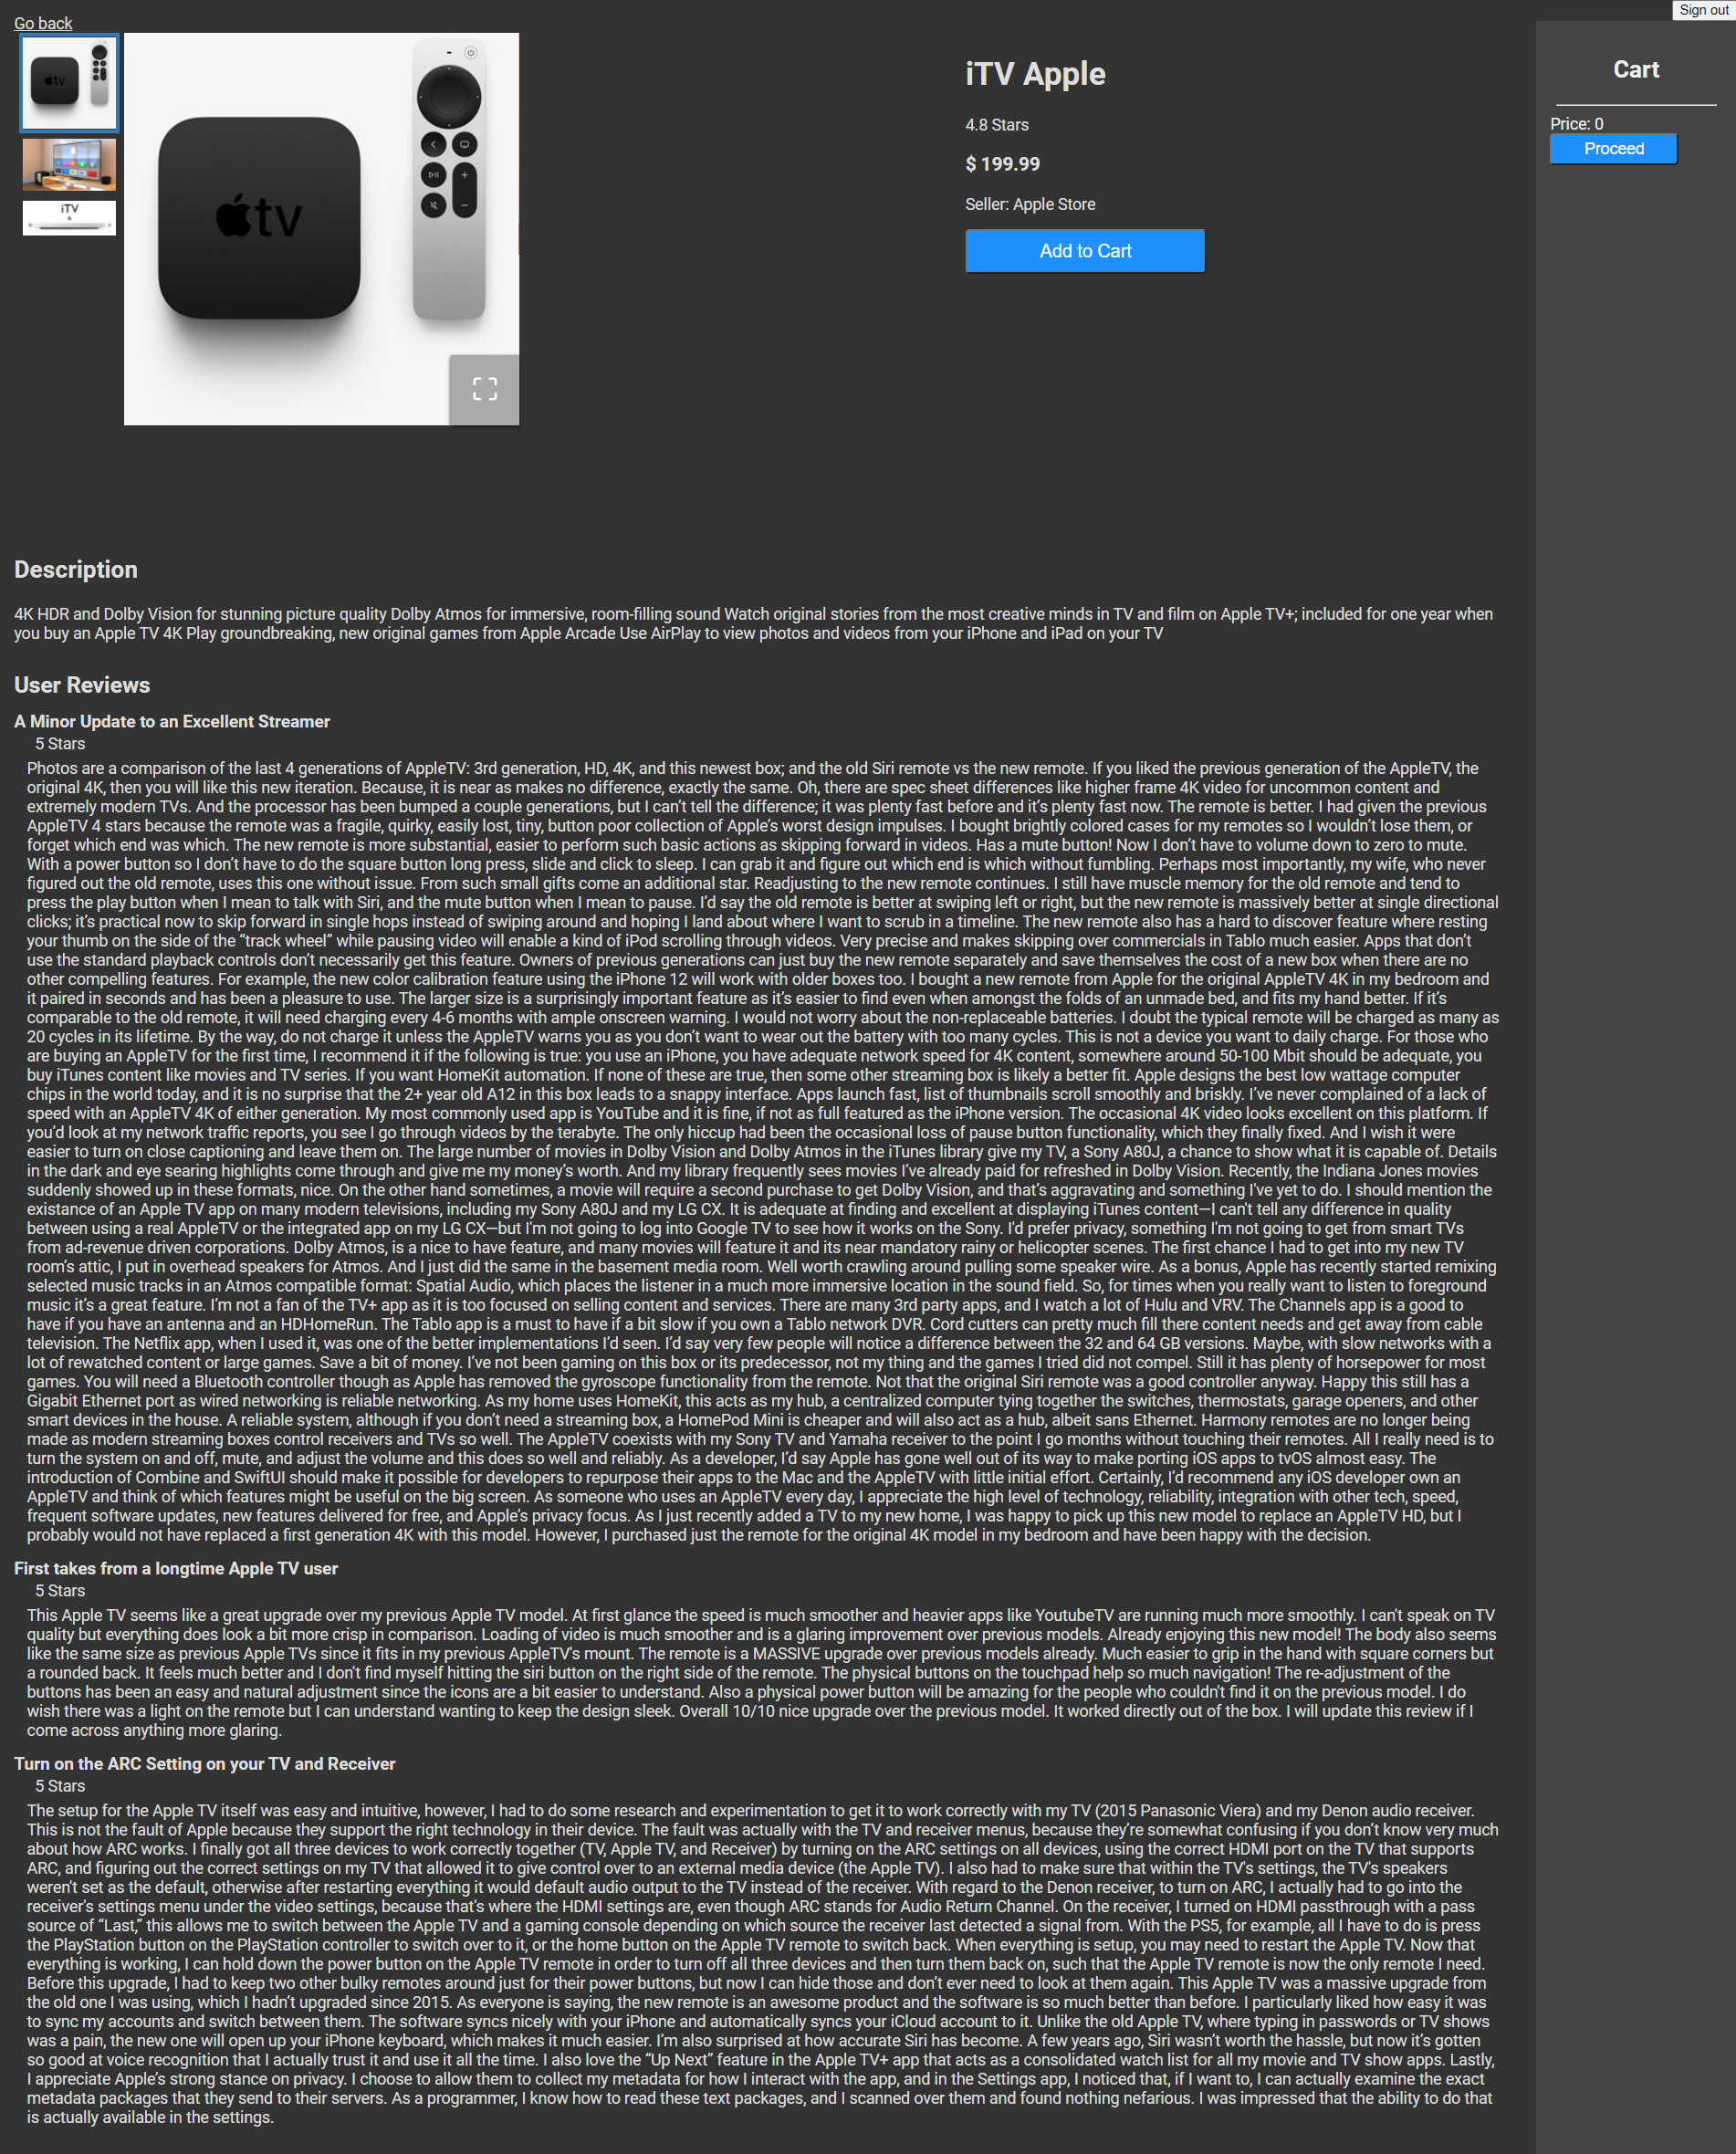 Sign out
Go back
tv
iTV
tv
iTV Apple
4.8 Stars
$ 199.99
Seller: Apple Store
Add to Cart
Cart
Price: 0
Proceed
Description
4K HDR and Dolby Vision for stunning picture quality Dolby Atmos for immersive, room-filling sound Watch original stories from the most creative minds in TV and film on Apple TV+; included for one year when
you buy an Apple TV 4K Play groundbreaking, new original games from Apple Arcade Use AirPlay to view photos and videos from your iPhone and iPad on your TV
User Reviews
A Minor Update to an Excellent Streamer
5 Stars
Photos are a comparison of the last 4 generations of AppleTV: 3rd generation, HD, 4K, and this newest box; and the old Siri remote vs the new remote. If you liked the previous generation of the AppleTV, the
original 4K, then you will like this new iteration. Because, it is near as makes no difference, exactly the same. Oh, there are spec sheet differences like higher frame 4K video for uncommon content and
extremely modern TVs. And the processor has been bumped a couple generations, but I can’t tell the difference; it was plenty fast before and it’s plenty fast now. The remote is better. I had given the previous
AppleTV 4 stars because the remote was a fragile, quirky, easily lost, tiny, button poor collection of Apple’s worst design impulses. I bought brightly colored cases for my remotes so I wouldn’t lose them, or
forget which end was which. The new remote is more substantial, easier to perform such basic actions as skipping forward in videos. Has a mute button! Now I don’t have to volume down to zero to mute.
With a power button so I don’t have to do the square button long press, slide and click to sleep. I can grab it and figure out which end is which without fumbling. Perhaps most importantly, my wife, who never
figured out the old remote, uses this one without issue. From such small gifts come an additional star. Readjusting to the new remote continues. I still have muscle memory for the old remote and tend to
press the play button when I mean to talk with Siri, and the mute button when I mean to pause. I’d say the old remote is better at swiping left or right, but the new remote is massively better at single directional
clicks; it’s practical now to skip forward in single hops instead of swiping around and hoping I land about where I want to scrub in a timeline. The new remote also has a hard to discover feature where resting
your thumb on the side of the “track wheel” while pausing video will enable a kind of iPod scrolling through videos. Very precise and makes skipping over commercials in Tablo much easier. Apps that don’t
use the standard playback controls don’t necessarily get this feature. Owners of previous generations can just buy the new remote separately and save themselves the cost of a new box when there are no
other compelling features. For example, the new color calibration feature using the iPhone 12 will work with older boxes too. I bought a new remote from Apple for the original AppleTV 4K in my bedroom and
it paired in seconds and has been a pleasure to use. The larger size is a surprisingly important feature as it’s easier to find even when amongst the folds of an unmade bed, and fits my hand better. If it’s
comparable to the old remote, it will need charging every 4-6 months with ample onscreen warning. I would not worry about the non-replaceable batteries. I doubt the typical remote will be charged as many as
20 cycles in its lifetime. By the way, do not charge it unless the AppleTV warns you as you don’t want to wear out the battery with too many cycles. This is not a device you want to daily charge. For those who
are buying an AppleTV for the first time, I recommend it if the following is true: you use an iPhone, you have adequate network speed for 4K content, somewhere around 50-100 Mbit should be adequate, you
buy iTunes content like movies and TV series. If you want HomeKit automation. If none of these are true, then some other streaming box is likely a better fit. Apple designs the best low wattage computer
chips in the world today, and it is no surprise that the 2+ year old A12 in this box leads to a snappy interface. Apps launch fast, list of thumbnails scroll smoothly and briskly. I’ve never complained of a lack of
speed with an AppleTV 4K of either generation. My most commonly used app is YouTube and it is fine, if not as full featured as the iPhone version. The occasional 4K video looks excellent on this platform. If
you’d look at my network traffic reports, you see I go through videos by the terabyte. The only hiccup had been the occasional loss of pause button functionality, which they finally fixed. And I wish it were
easier to turn on close captioning and leave them on. The large number of movies in Dolby Vision and Dolby Atmos in the iTunes library give my TV, a Sony A80J, a chance to show what it is capable of. Details
in the dark and eye searing highlights come through and give me my money’s worth. And my library frequently sees movies I’ve already paid for refreshed in Dolby Vision. Recently, the Indiana Jones movies
suddenly showed up in these formats, nice. On the other hand sometimes, a movie will require a second purchase to get Dolby Vision, and that’s aggravating and something I've yet to do. I should mention the
existance of an Apple TV app on many modern televisions, including my Sony A80J and my LG CX. It is adequate at finding and excellent at displaying iTunes content—I can't tell any difference in quality
between using a real AppleTV or the integrated app on my LG CX—but I'm not going to log into Google TV to see how it works on the Sony. I'd prefer privacy, something I'm not going to get from smart TVs
from ad-revenue driven corporations. Dolby Atmos, is a nice to have feature, and many movies will feature it and its near mandatory rainy or helicopter scenes. The first chance I had to get into my new TV
room’s attic, I put in overhead speakers for Atmos. And I just did the same in the basement media room. Well worth crawling around pulling some speaker wire. As a bonus, Apple has recently started remixing
selected music tracks in an Atmos compatible format: Spatial Audio, which places the listener in a much more immersive location in the sound field. So, for times when you really want to listen to foreground
music it’s a great feature. I’m not a fan of the TV+ app as it is too focused on selling content and services. There are many 3rd party apps, and I watch a lot of Hulu and VRV. The Channels app is a good to
have if you have an antenna and an HDHomeRun. The Tablo app is a must to have if a bit slow if you own a Tablo network DVR. Cord cutters can pretty much fill there content needs and get away from cable
television. The Netflix app, when I used it, was one of the better implementations I’d seen. I’d say very few people will notice a difference between the 32 and 64 GB versions. Maybe, with slow networks with a
lot of rewatched content or large games. Save a bit of money. I’ve not been gaming on this box or its predecessor, not my thing and the games I tried did not compel. Still it has plenty of horsepower for most
games. You will need a Bluetooth controller though as Apple has removed the gyroscope functionality from the remote. Not that the original Siri remote was a good controller anyway. Happy this still has a
Gigabit Ethernet port as wired networking is reliable networking. As my home uses HomeKit, this acts as my hub, a centralized computer tying together the switches, thermostats, garage openers, and other
smart devices in the house. A reliable system, although if you don’t need a streaming box, a HomePod Mini is cheaper and will also act as a hub, albeit sans Ethernet. Harmony remotes are no longer being
made as modern streaming boxes control receivers and TVs so well. The AppleTV coexists with my Sony TV and Yamaha receiver to the point I go months without touching their remotes. All I really need is to
turn the system on and off, mute, and adjust the volume and this does so well and reliably. As a developer, I’d say Apple has gone well out of its way to make porting iOS apps to tvOS almost easy. The
introduction of Combine and SwiftUI should make it possible for developers to repurpose their apps to the Mac and the AppleTV with little initial effort. Certainly, I’d recommend any iOS developer own an
AppleTV and think of which features might be useful on the big screen. As someone who uses an AppleTV every day, I appreciate the high level of technology, reliability, integration with other tech, speed,
frequent software updates, new features delivered for free, and Apple’s privacy focus. As I just recently added a TV to my new home, I was happy to pick up this new model to replace an AppleTV HD, but I
probably would not have replaced a first generation 4K with this model. However, I purchased just the remote for the original 4K model in my bedroom and have been happy with the decision.
First takes from a longtime Apple TV user
5 Stars
This Apple TV seems like a great upgrade over my previous Apple TV model. At first glance the speed is much smoother and heavier apps like YoutubeTV are running much more smoothly. I can't speak on TV
quality but everything does look a bit more crisp in comparison. Loading of video is much smoother and is a glaring improvement over previous models. Already enjoying this new model! The body also seems
like the same size as previous Apple TVs since it fits in my previous AppleTV's mount. The remote is a MASSIVE upgrade over previous models already. Much easier to grip in the hand with square corners but
a rounded back. It feels much better and I don't find myself hitting the siri button on the right side of the remote. The physical buttons on the touchpad help so much navigation! The re-adjustment of the
buttons has been an easy and natural adjustment since the icons are a bit easier to understand. Also a physical power button will be amazing for the people who couldn't find it on the previous model. I do
wish there was a light on the remote but I can understand wanting to keep the design sleek. Overall 10/10 nice upgrade over the previous model. It worked directly out of the box. I will update this review if I
come across anything more glaring.
Turn on the ARC Setting on your TV and Receiver
5 Stars
The setup for the Apple TV itself was easy and intuitive, however, I had to do some research and experimentation to get it to work correctly with my TV (2015 Panasonic Viera) and my Denon audio receiver.
This is not the fault of Apple because they support the right technology in their device. The fault was actually with the TV and receiver menus, because they’re somewhat confusing if you don’t know very much
about how ARC works. I finally got all three devices to work correctly together (TV, Apple TV, and Receiver) by turning on the ARC settings on all devices, using the correct HDMI port on the TV that supports
ARC, and figuring out the correct settings on my TV that allowed it to give control over to an external media device (the Apple TV). I also had to make sure that within the TV's settings, the TV's speakers
weren't set as the default, otherwise after restarting everything it would default audio output to the TV instead of the receiver. With regard to the Denon receiver, to turn on ARC, I actually had to go into the
receiver's settings menu under the video settings, because that's where the HDMI settings are, even though ARC stands for Audio Return Channel. On the receiver, I turned on HDMI passthrough with a pass
source of “Last,” this allows me to switch between the Apple TV and a gaming console depending on which source the receiver last detected a signal from. With the PS5, for example, all I have to do is press
the PlayStation button on the PlayStation controller to switch over to it, or the home button on the Apple TV remote to switch back. When everything is setup, you may need to restart the Apple TV. Now that
everything is working, I can hold down the power button on the Apple TV remote in order to turn off all three devices and then turn them back on, such that the Apple TV remote is now the only remote I need.
Before this upgrade, I had to keep two other bulky remotes around just for their power buttons, but now I can hide those and don’t ever need to look at them again. This Apple TV was a massive upgrade from
the old one I was using, which I hadn’t upgraded since 2015. As everyone is saying, the new remote is an awesome product and the software is so much better than before. I particularly liked how easy it was
to sync my accounts and switch between them. The software syncs nicely with your iPhone and automatically syncs your iCloud account to it. Unlike the old Apple TV, where typing in passwords or TV shows
was a pain, the new one will open up your iPhone keyboard, which makes it much easier. I’m also surprised at how accurate Siri has become. A few years ago, Siri wasn’t worth the hassle, but now it’s gotten
so good at voice recognition that I actually trust it and use it all the time. I also love the “Up Next” feature in the Apple TV+ app that acts as a consolidated watch list for all my movie and TV show apps. Lastly,
I appreciate Apple’s strong stance on privacy. I choose to allow them to collect my metadata for how I interact with the app, and in the Settings app, I noticed that, if I want to, I can actually examine the exact
metadata packages that they send to their servers. As a programmer, I know how to read these text packages, and I scanned over them and found nothing nefarious. I was impressed that the ability to do that
is actually available in the settings.